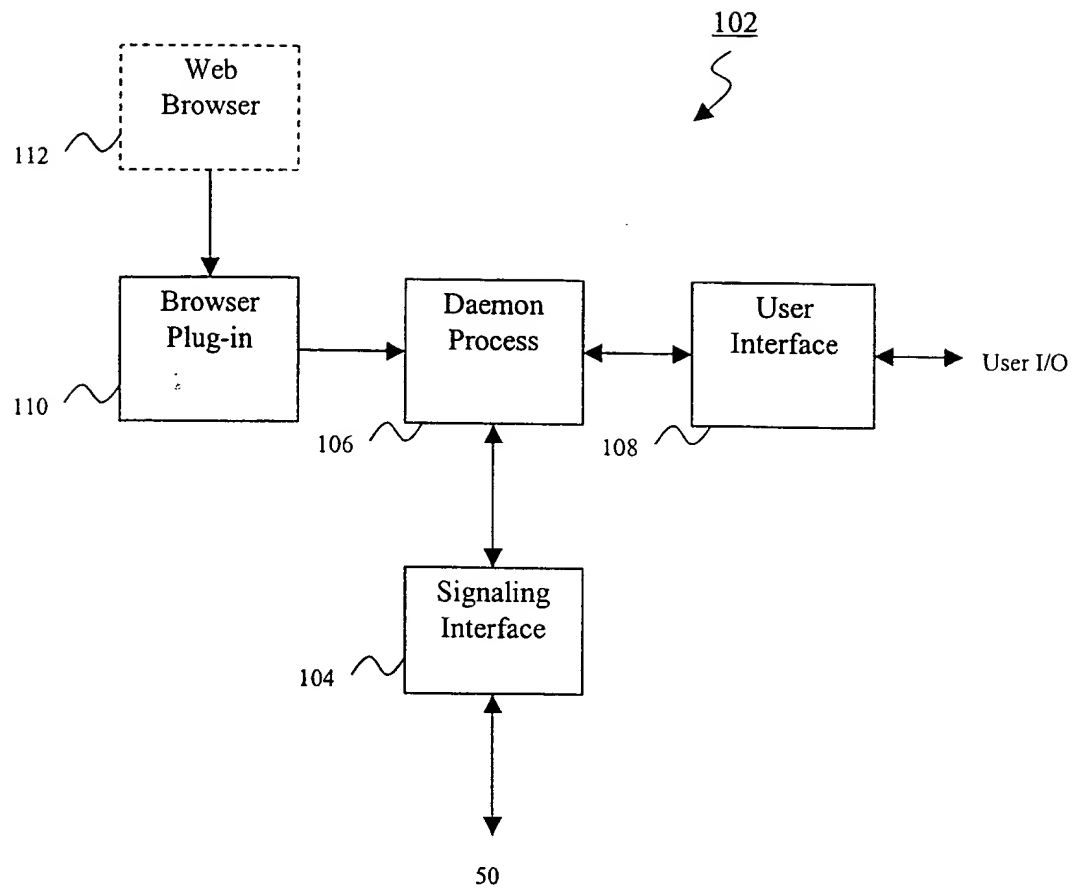 102
Web
Browser
112
Browser
Plug-in
110
Daemon
Process
106
User
Interface
108
User I/O
Signaling
Interface
104
50